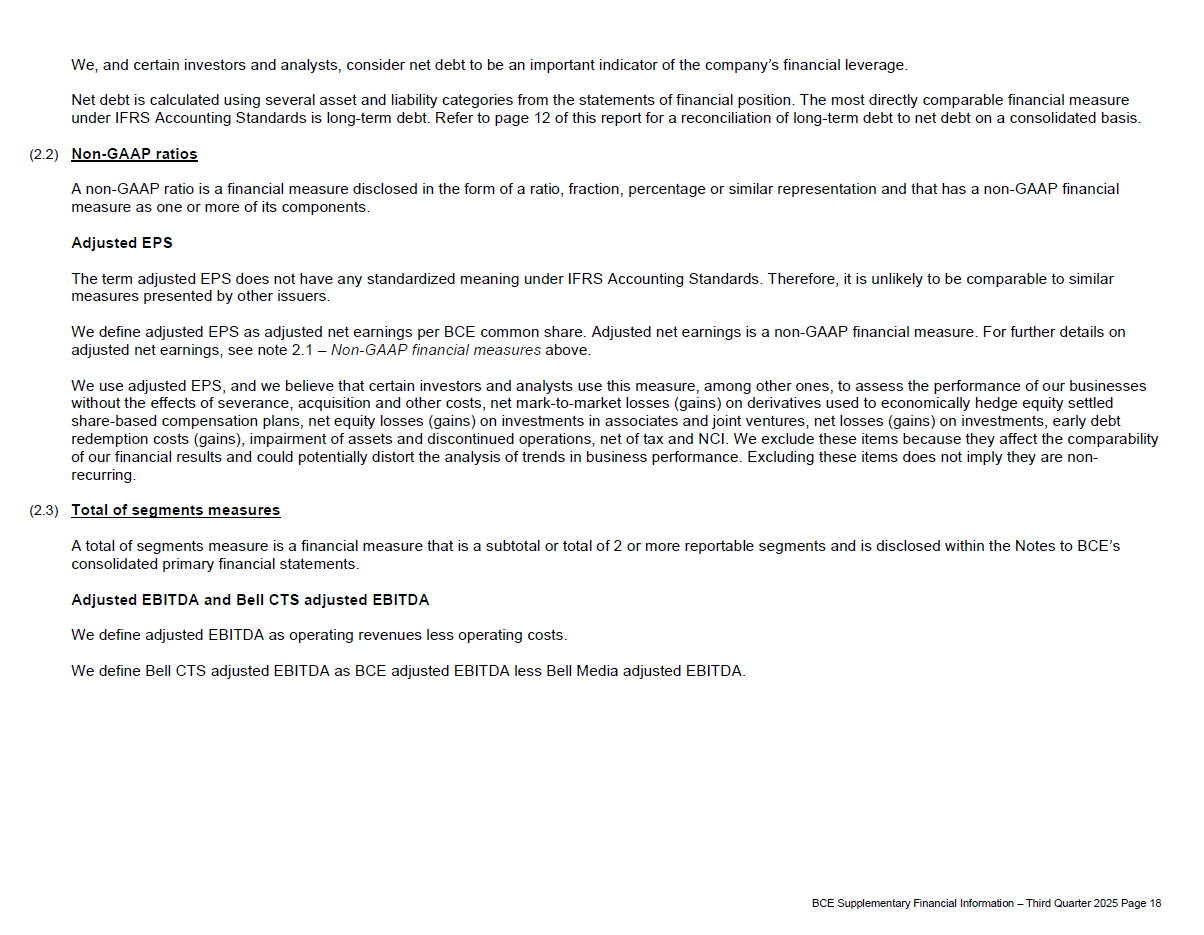 We, and certain investors and analysts, consider net debt to be an important indicator of the company’s financial leverage.
Net debt is calculated using several asset and liability categories from the statements of financial position. The most directly comparable financial measure
under IFRS Accounting Standards is long-term debt. Refer to page 12 of this report for a reconciliation of long-term debt to net debt on a consolidated basis.
(2.2) Non-GAAP ratios
A non-GAAP ratio is a financial measure disclosed in the form of a ratio, fraction, percentage or similar representation and that has a non-GAAP financial
measure as one or more of its components.
Adjusted EPS
The term adjusted EPS does not have any standardized meaning under IFRS Accounting Standards. Therefore, it is unlikely to be comparable to similar
measures presented by other issuers.
We define adjusted EPS as adjusted net earnings per BCE common share. Adjusted net earnings is a non-GAAP financial measure. For further details on
adjusted net earnings, see note 2.1 – Non-GAAP financial measures above.
We use adjusted EPS, and we believe that certain investors and analysts use this measure, among other ones, to assess the performance of our businesses
without the effects of severance, acquisition and other costs, net mark-to-market losses (gains) on derivatives used to economically hedge equity settled
share-based compensation plans, net equity losses (gains) on investments in associates and joint ventures, net losses (gains) on investments, early debt
redemption costs (gains), impairment of assets and discontinued operations, net of tax and NCI. We exclude these items because they affect the comparability
of our financial results and could potentially distort the analysis of trends in business performance. Excluding these items does not imply they are non-
recurring.
(2.3) Total of segments measures
A total of segments measure is a financial measure that is a subtotal or total of 2 or more reportable segments and is disclosed within the Notes to BCE’s
consolidated primary financial statements.
Adjusted EBITDA and Bell CTS adjusted EBITDA
We define adjusted EBITDA as operating revenues less operating costs.
We define Bell CTS adjusted EBITDA as BCE adjusted EBITDA less Bell Media adjusted EBITDA.
BCE Supplementary Financial Information – Third Quarter 2025 Page 18